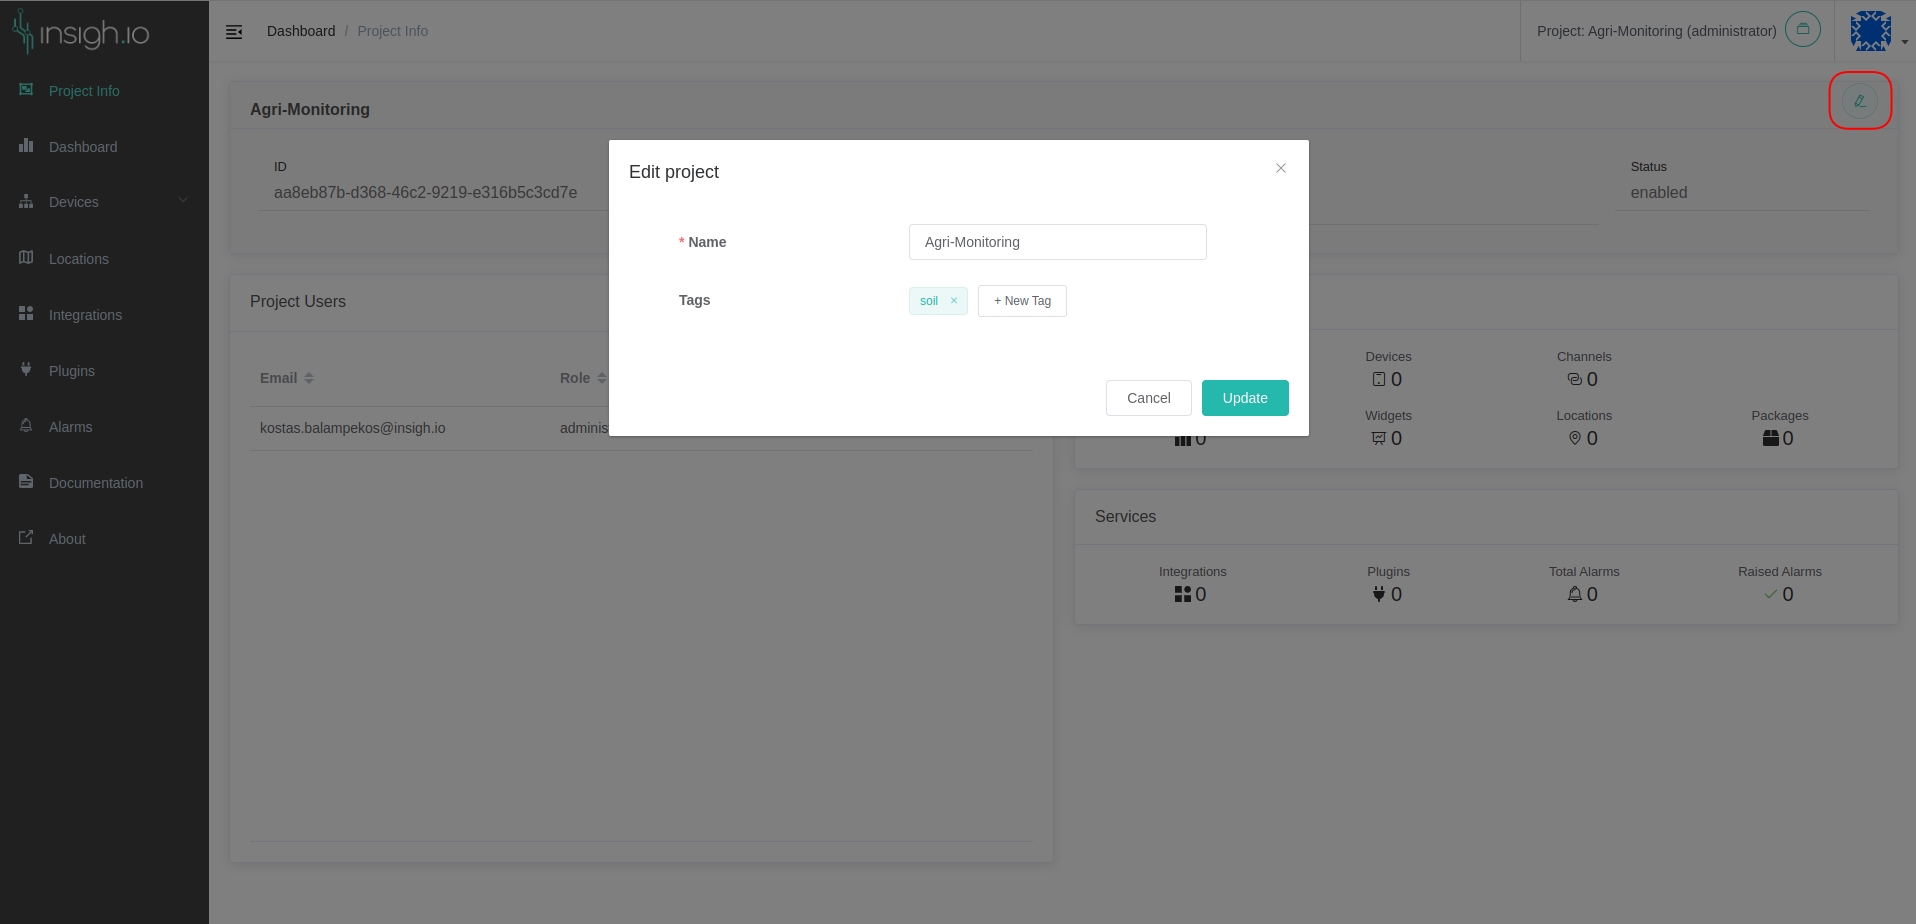 insigh.io
Dashboard / Project Info
Project: Agri-Monitoring (administrator)
Project Info
Dashboard
Devices
Locations
Integrations
Plugins
Alarms
Documentation
About
Agri-Monitoring
ID
aa8eb87b-d368-46c2-9219-e316b5c3cd7e
Status
enabled
Edit project
* Name
Agri-Monitoring
Tags
soil ×
+ New Tag
Cancel
Update
Project Users
Email
Role
kostas.balampekos@insigh.io
adminis
Devices
0
Channels
0
0
Widgets
0
Locations
0
Packages
0
Services
Integrations
0
Plugins
0
Total Alarms
0
Raised Alarms
0